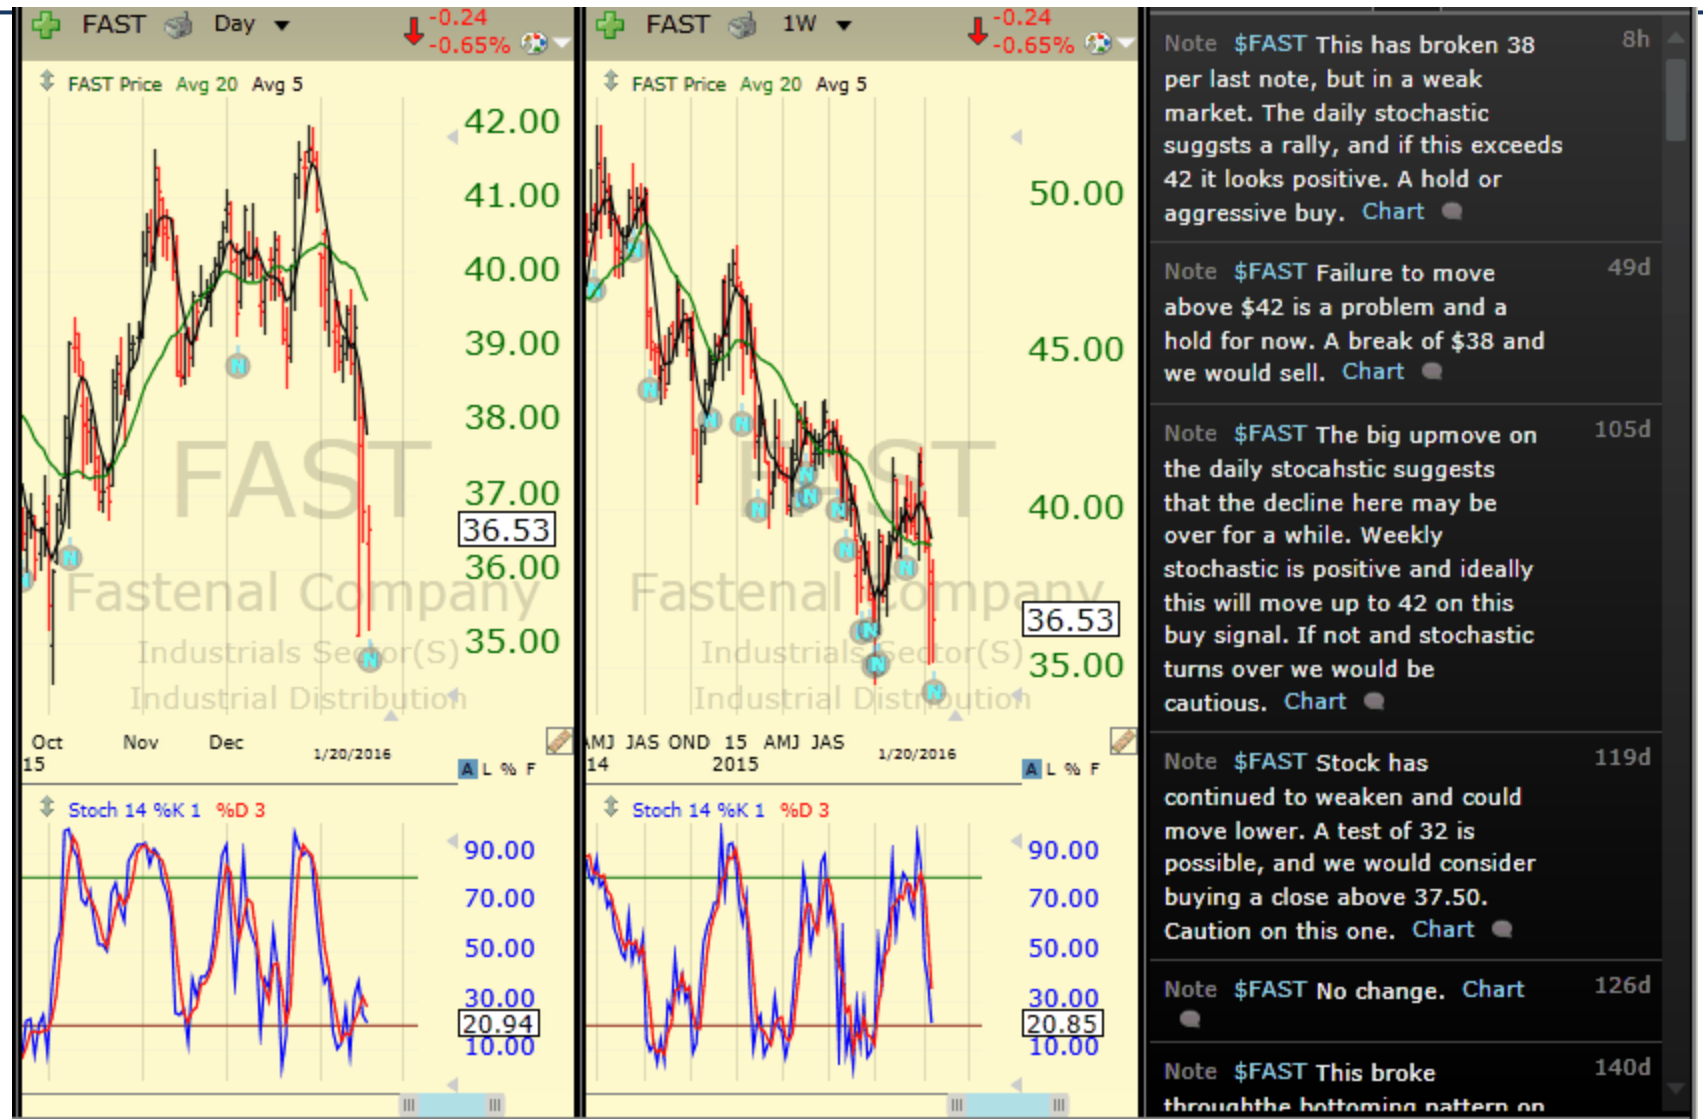 FAST Day
-0.24
-0.65%
FAST Price Avg 20 Avg 5
42.00
41.00
40.00
39.00
38.00
37.00
36.53
36.00
35.00
FAST
Fastenal Company
Industrials Sector(S)
Industrial Distribution
N
N
N
N
Oct Nov Dec 1/20/2016
15
A L % F
Stoch 14 %K 1 %D 3
90.00
70.00
50.00
30.00
20.94
10.00
FAST 1W
-0.24
-0.65%
FAST Price Avg 20 Avg 5
50.00
45.00
40.00
36.53
35.00
FAST
Fastenal Company
Industrials Sector(S)
Industrial Distribution
N
N
N
N
N
N
N
N
N
N
N
N
N
N
AMJ JAS OND 15 AMJ JAS 1/20/2016
14 2015
A L % F
Stoch 14 %K 1 %D 3
90.00
70.00
50.00
30.00
20.85
10.00
Note $FAST This has broken 38 8h
per last note, but in a weak
market. The daily stochastic
suggsts a rally, and if this exceeds
42 it looks positive. A hold or
aggressive buy. Chart
Note $FAST Failure to move 49d
above $42 is a problem and a
hold for now. A break of $38 and
we would sell. Chart
Note $FAST The big upmove on 105d
the daily stocahstic suggests
that the decline here may be
over for a while. Weekly
stochastic is positive and ideally
this will move up to 42 on this
buy signal. If not and stochastic
turns over we would be
cautious. Chart
Note $FAST Stock has 119d
continued to weaken and could
move lower. A test of 32 is
possible, and we would consider
buying a close above 37.50.
Caution on this one. Chart
Note $FAST No change. Chart 126d
Note $FAST This broke 140d
throughthe bottoming pattern on